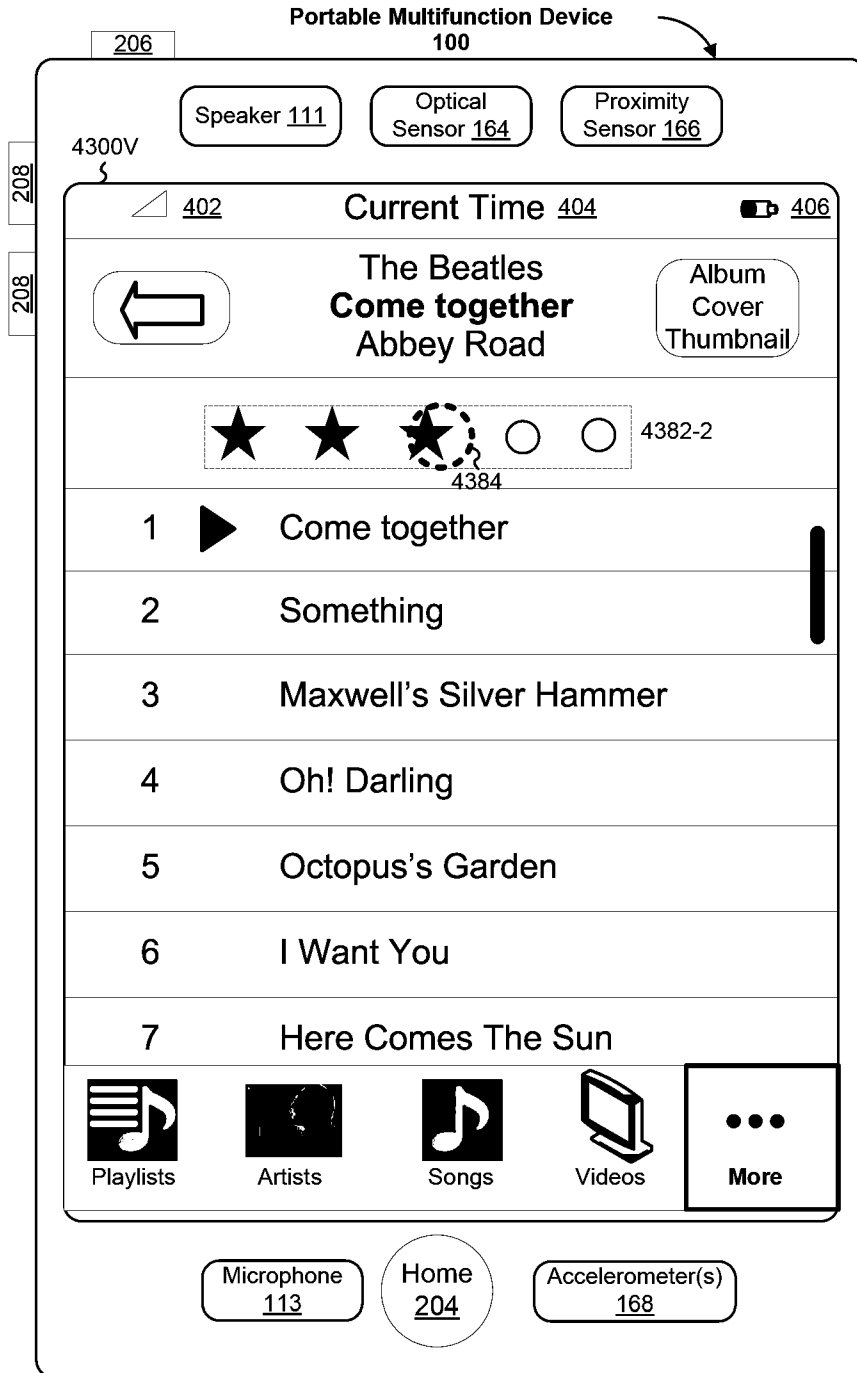 Portable Multifunction Device
100
206
Speaker 111
Optical
Sensor 164
Proximity
Sensor 166
4300V
208
208
402
Current Time 404
406
The Beatles
Come together
Abbey Road
Album
Cover
Thumbnail
4382-2
4384
1 Come together
2 Something
3 Maxwell's Silver Hammer
4 Oh! Darling
5 Octopus's Garden
6 I Want You
7 Here Comes The Sun
Playlists
Artists
Songs
Videos
More
Microphone
113
Home
204
Accelerometer(s)
168